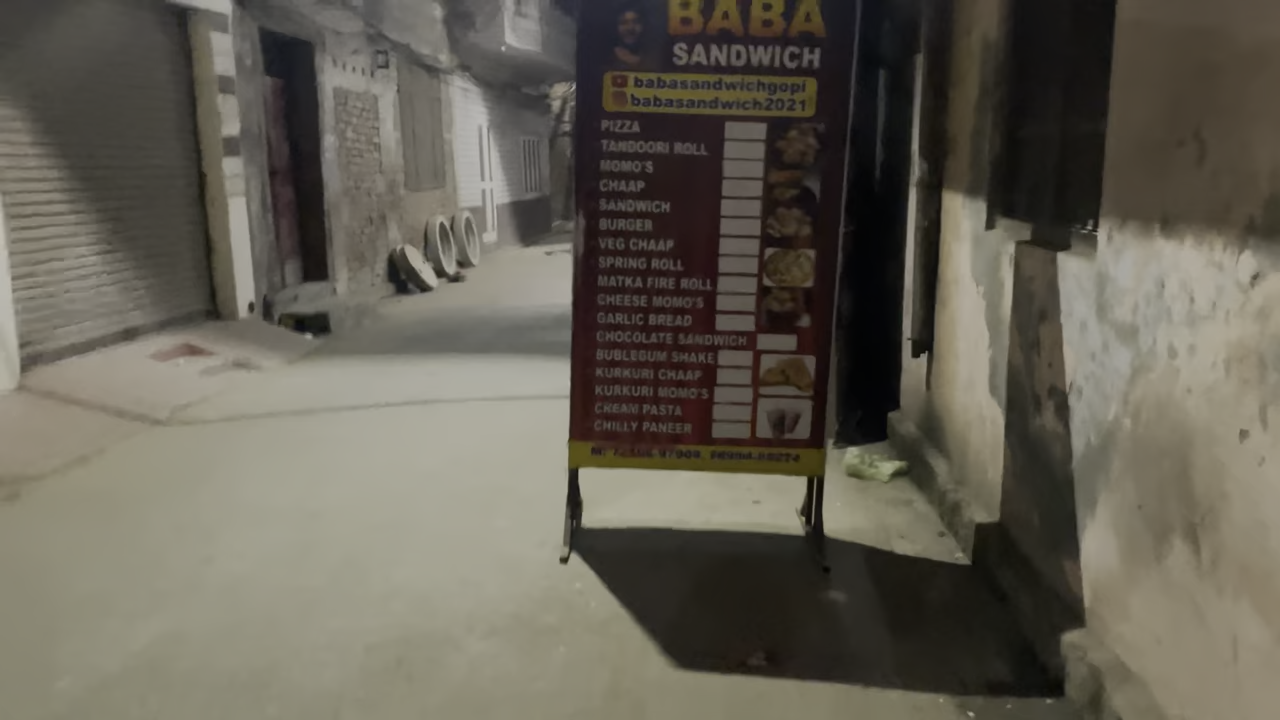 BABA
SANDWICH
babasandwichgopi
babasandwich2021
PIZZA
TANDOORI ROLL
MOMO'S
CHAAP
SANDWICH
BURGER
VEG CHAAP
SPRING ROLL
MATKA FIRE ROLL
CHEESE MOMO'S
GARLIC BREAD
CHOCOLATE SANDWICH
BUBLEGUM SHAKE
KURKURI CHAAP
KURKURI MOMO'S
CREAM PASTA
CHILLY PANEER
M: